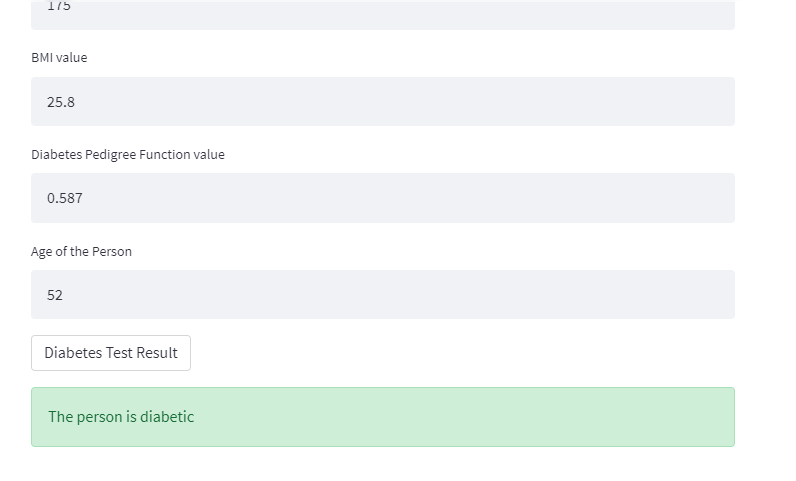 175
BMI value
25.8
Diabetes Pedigree Function value
0.587
Age of the Person
52
Diabetes Test Result
The person is diabetic